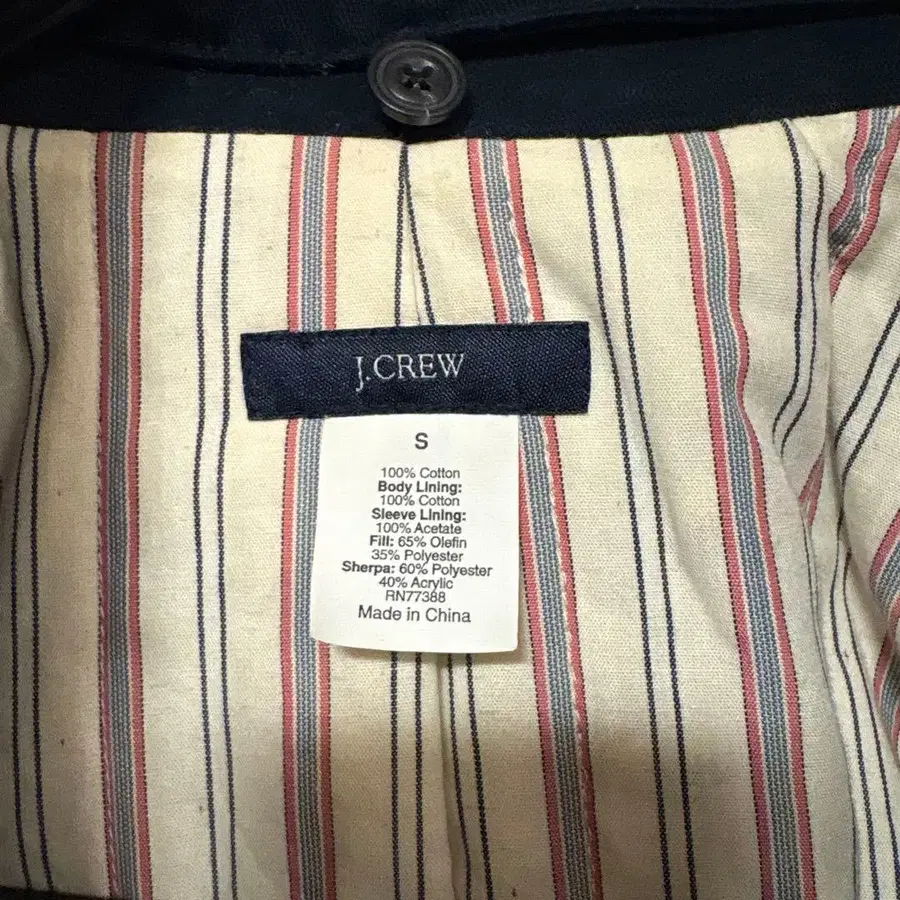 J.CREW
S
100% Cotton
Body Lining:
100% Cotton
Sleeve Lining:
100% Acetate
Fill: 65% Olefin
35% Polyester
Sherpa: 60% Polyester
40% Acrylic
RN77388
Made in China